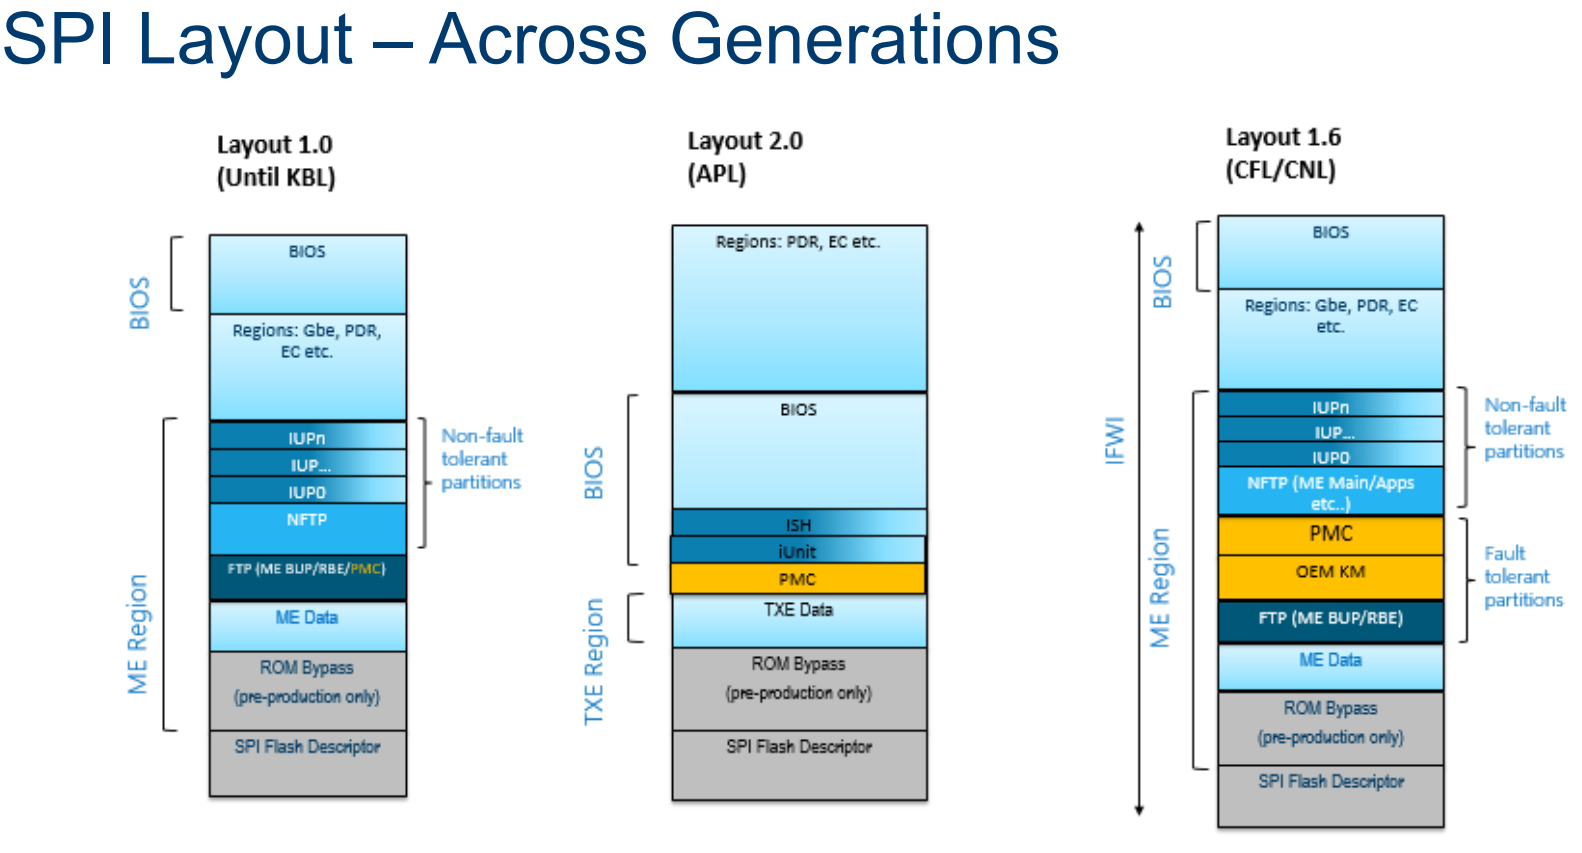 SPI Layout – Across Generations
Layout 1.0
(Until KBL)
BIOS
BIOS
Regions: Gbe, PDR,
EC etc.
IUPn
IUP...
IUP0
NFTP
FTP (ME BUP/RBE/PMC)
ME Data
ROM Bypass
(pre-production only)
SPI Flash Descriptor
ME Region
Non-fault
tolerant
partitions
Layout 2.0
(APL)
Regions: PDR, EC etc.
BIOS
BIOS
ISH
iUnit
PMC
TXE Data
ROM Bypass
(pre-production only)
SPI Flash Descriptor
TXE Region
Layout 1.6
(CFL/CNL)
IFWI
BIOS
BIOS
Regions: Gbe, PDR, EC
etc.
IUPn
IUP...
IUP0
NFTP (ME Main/Apps
etc..)
PMC
OEM KM
FTP (ME BUP/RBE)
ME Data
ROM Bypass
(pre-production only)
SPI Flash Descriptor
ME Region
Non-fault
tolerant
partitions
Fault
tolerant
partitions